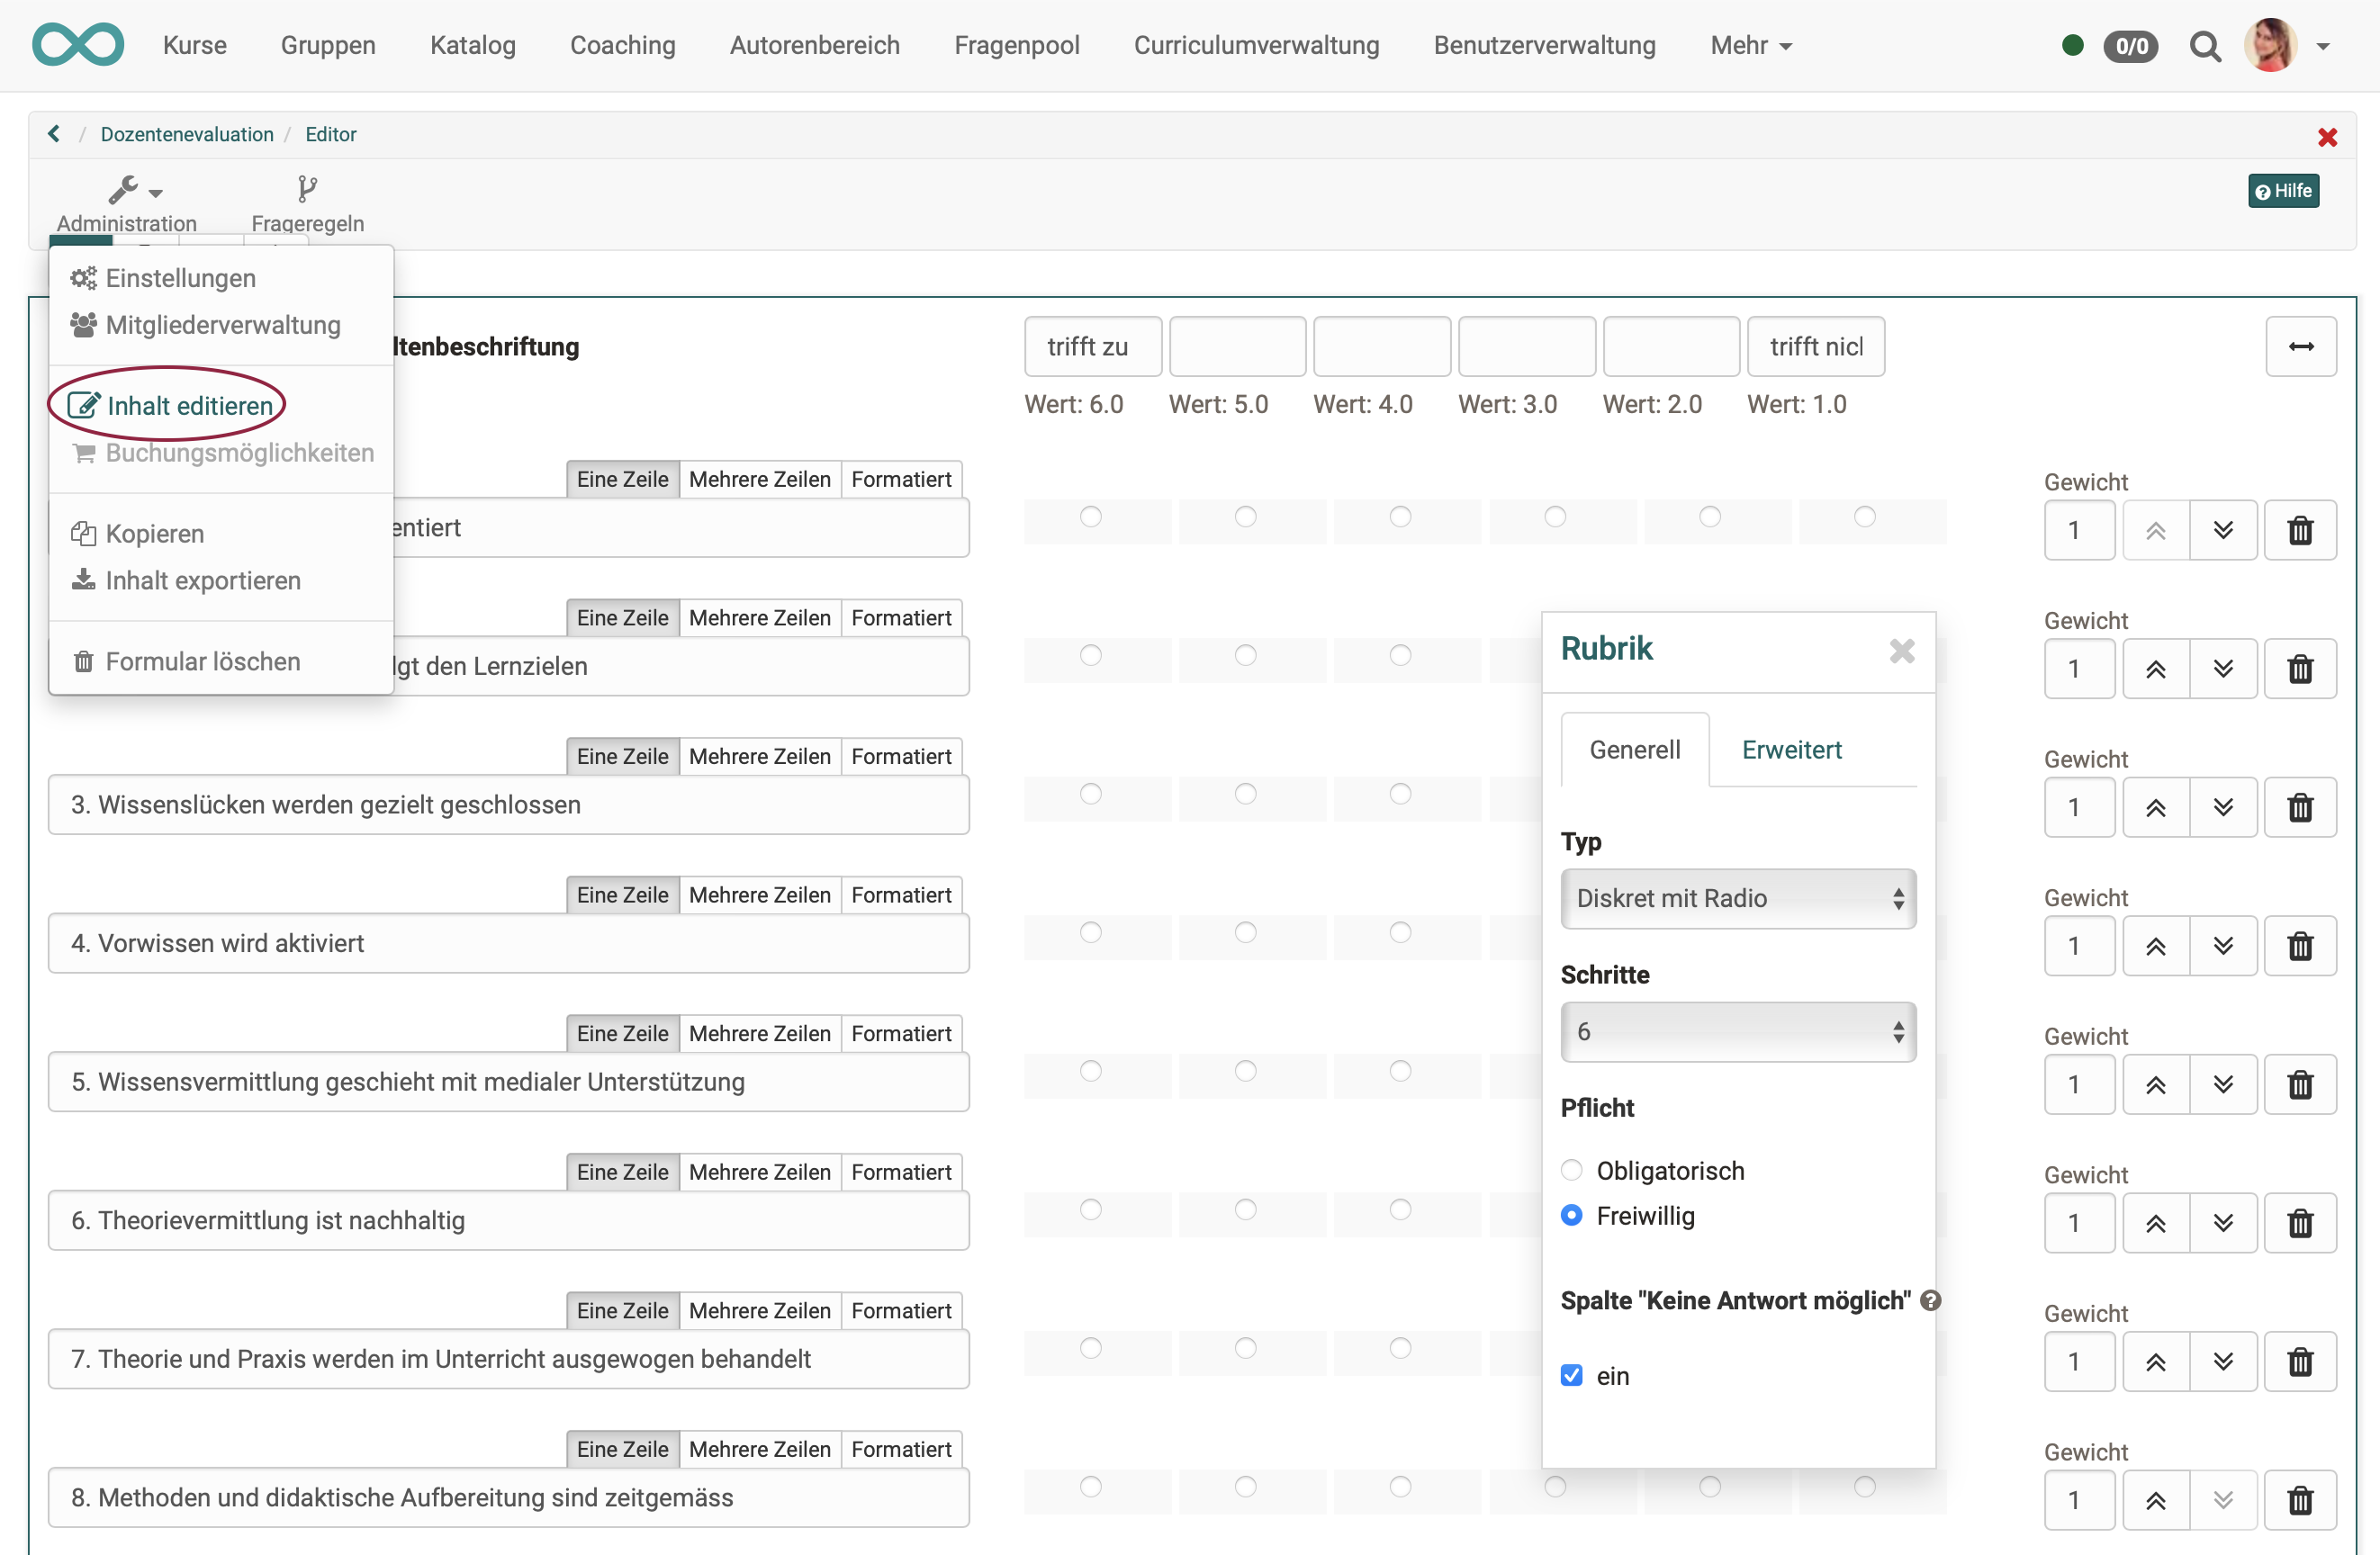 Kurse Gruppen Katalog Coaching Autorenbereich Fragenpool Curriculumverwaltung Benutzerverwaltung Mehr 0/0
/ Dozentenevaluation / Editor
Administration Frageregeln Hilfe
Einstellungen
Mitgliederverwaltung
Inhalt editieren
Buchungsmöglichkeiten
Kopieren
Inhalt exportieren
Formular löschen
ltenbeschriftung trifft zu trifft nicl
Wert: 6.0 Wert: 5.0 Wert: 4.0 Wert: 3.0 Wert: 2.0 Wert: 1.0
Eine Zeile Mehrere Zeilen Formatiert Gewicht
entiert 1
Eine Zeile Mehrere Zeilen Formatiert Gewicht
lgt den Lernzielen 1
Eine Zeile Mehrere Zeilen Formatiert Gewicht
3. Wissenslücken werden gezielt geschlossen 1
Eine Zeile Mehrere Zeilen Formatiert Gewicht
4. Vorwissen wird aktiviert 1
Eine Zeile Mehrere Zeilen Formatiert Gewicht
5. Wissensvermittlung geschieht mit medialer Unterstützung 1
Eine Zeile Mehrere Zeilen Formatiert Gewicht
6. Theorievermittlung ist nachhaltig 1
Eine Zeile Mehrere Zeilen Formatiert Gewicht
7. Theorie und Praxis werden im Unterricht ausgewogen behandelt 1
Eine Zeile Mehrere Zeilen Formatiert Gewicht
8. Methoden und didaktische Aufbereitung sind zeitgemäss 1
Rubrik
Generell Erweitert
Typ
Diskret mit Radio
Schritte
6
Pflicht
Obligatorisch
Freiwillig
Spalte "Keine Antwort möglich"
ein